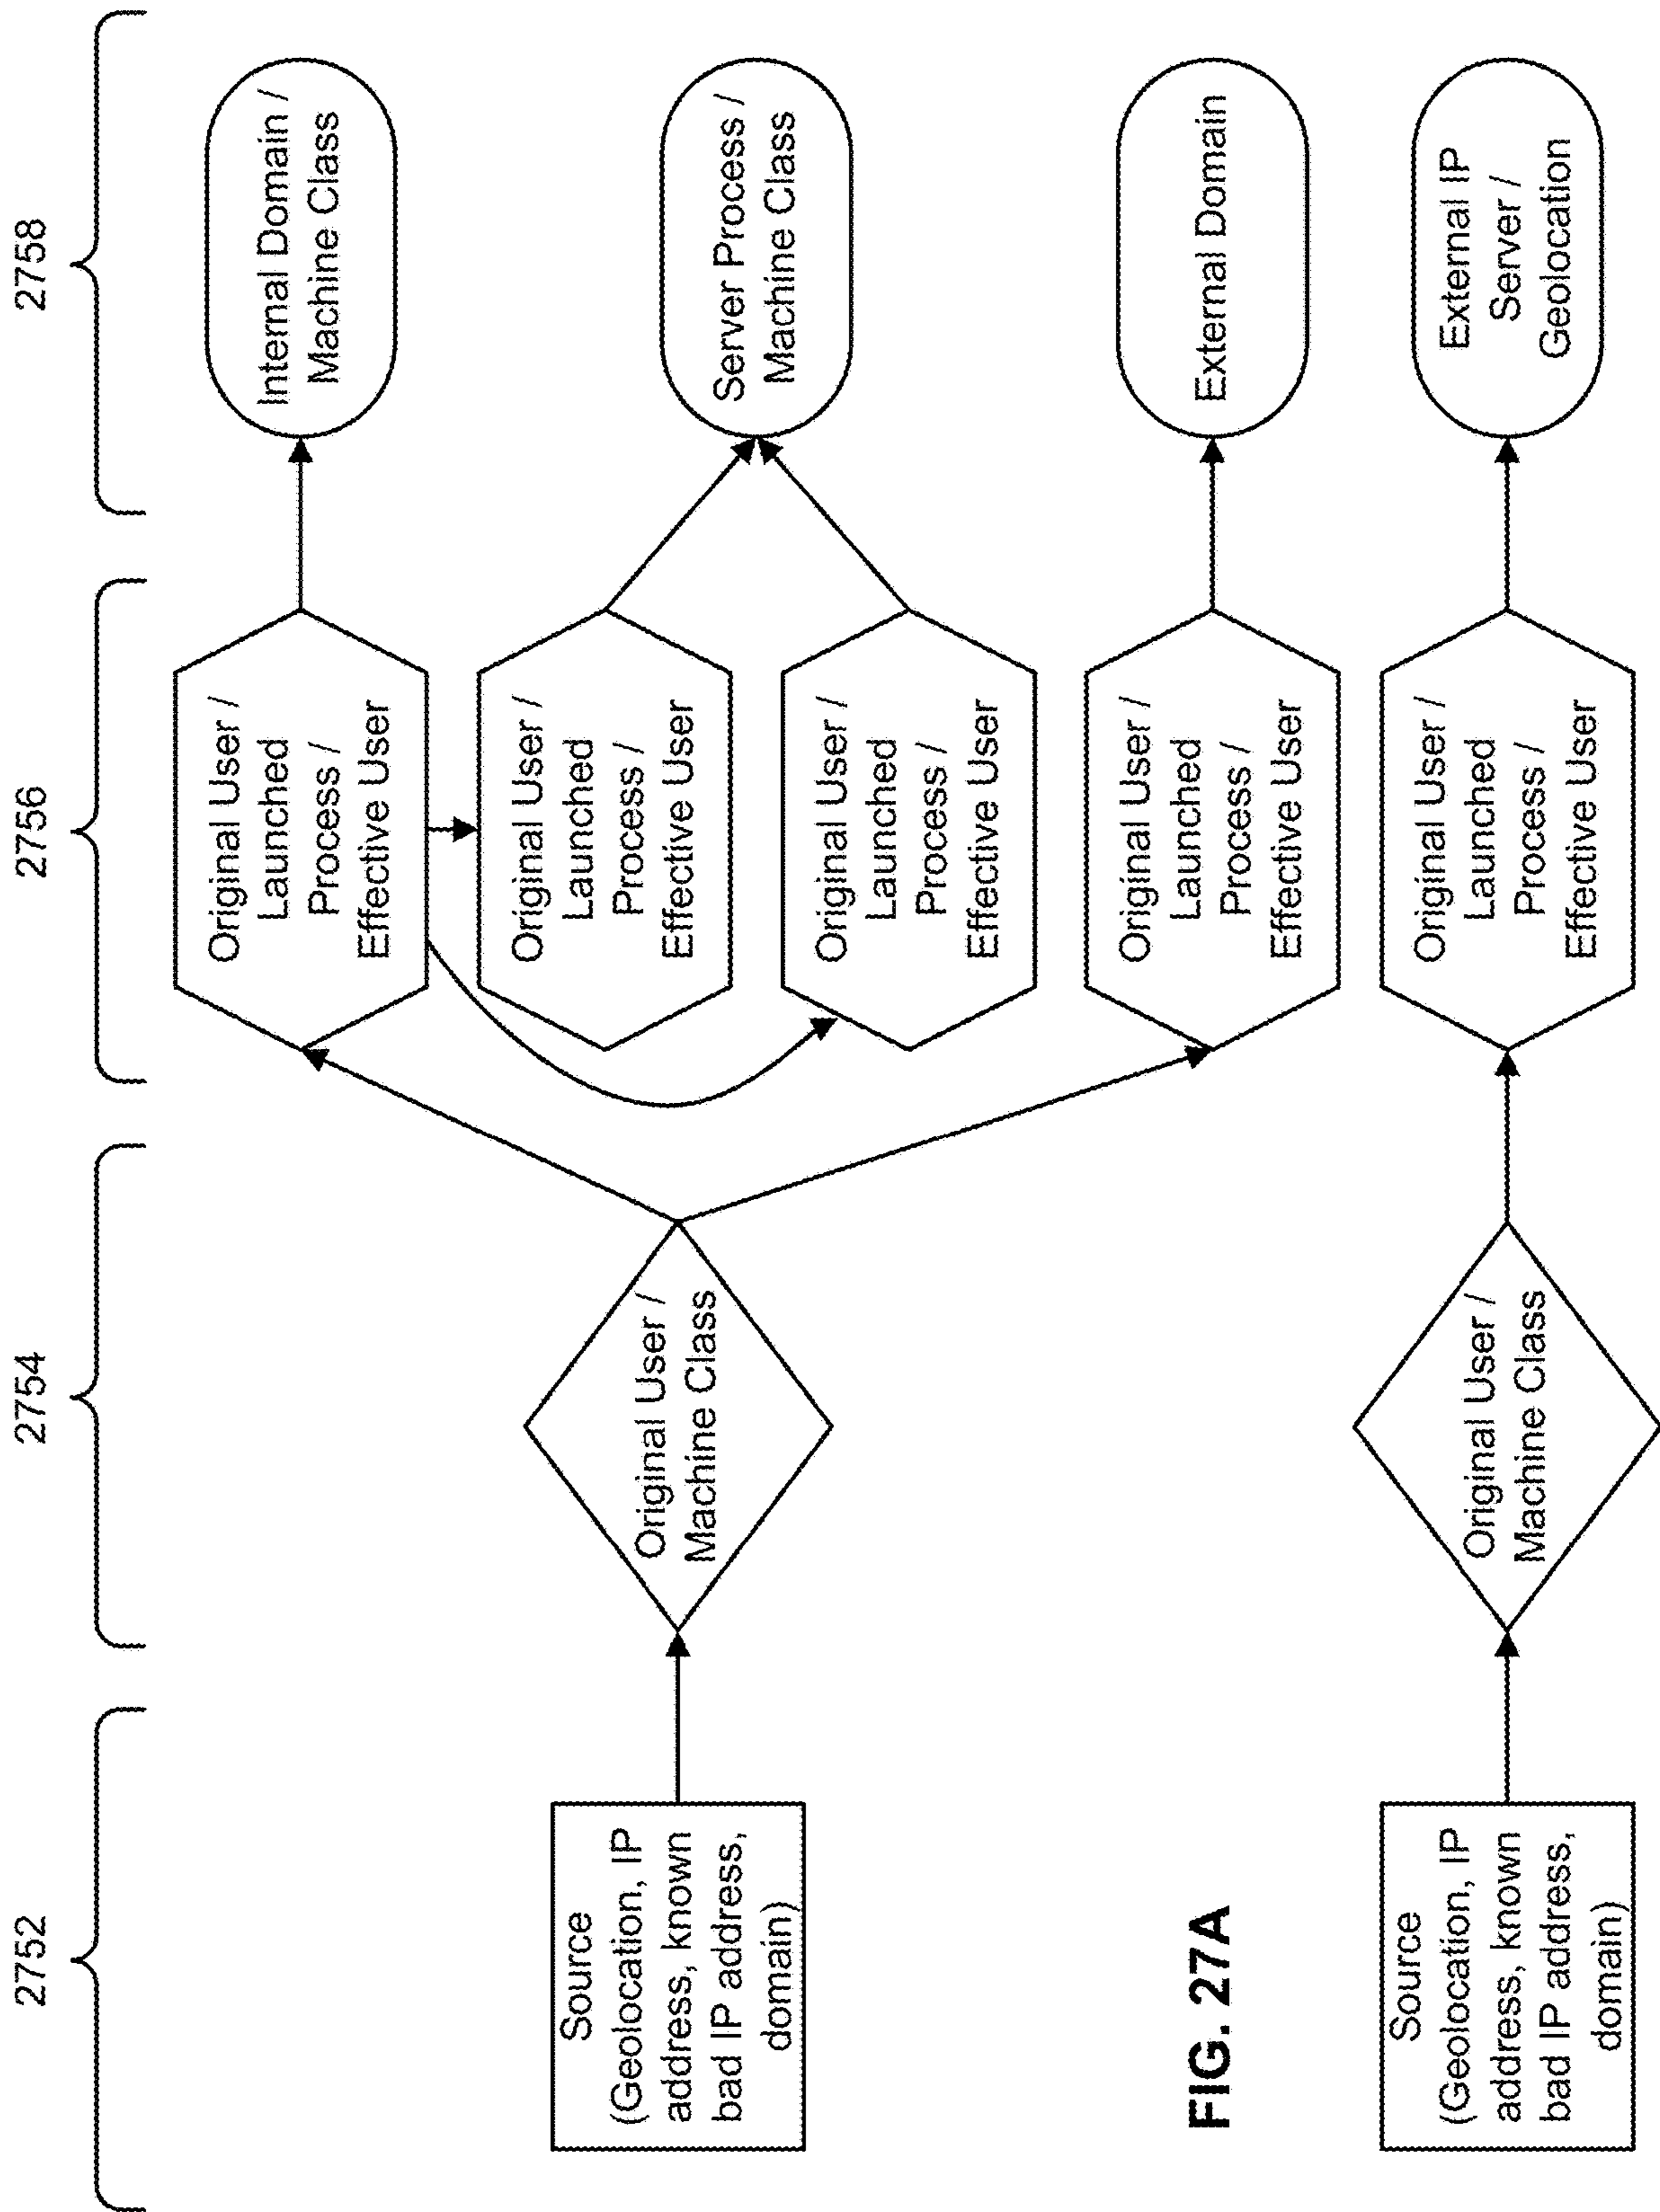 2752
2754
2756
2758
Source
(Geolocation, IP
address, known
bad IP address,
domain)
Original User /
Machine Class
Original User /
Launched
Process /
Effective User
Internal Domain /
Machine Class
Original User /
Launched
Process /
Effective User
Original User /
Launched
Process /
Effective User
Server Process /
Machine Class
Original User /
Launched
Process /
Effective User
External Domain
FIG. 27A
Source
(Geolocation, IP
address, known
bad IP address,
domain)
Original User /
Machine Class
Original User /
Launched
Process /
Effective User
External IP
Server /
Geolocation